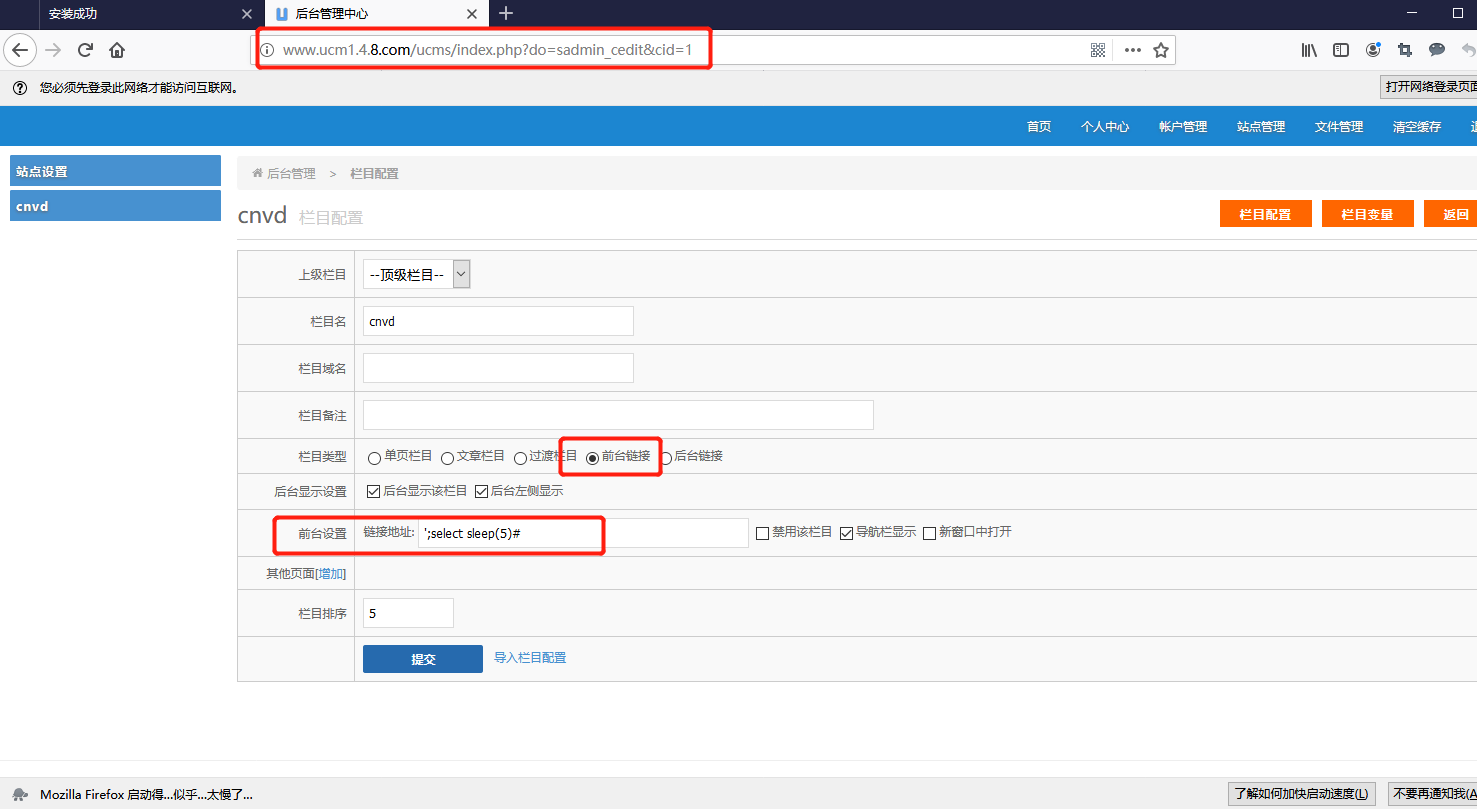 安装成功
后台管理中心
www.ucm1.4.8.com/ucms/index.php?do=sadmin_cedit&cid=1
您必须先登录此网络才能访问互联网。
打开网络登录页面
首页 个人中心 帐户管理 站点管理 文件管理 清空缓存
站点设置
cnvd
后台管理 > 栏目配置
cnvd 栏目配置
栏目配置 栏目变量 返回
上级栏目 --顶级栏目--
栏目名 cnvd
栏目域名
栏目备注
栏目类型 单页栏目 文章栏目 过渡栏目 前台链接 后台链接
后台显示设置 后台显示该栏目 后台左侧显示
前台设置 链接地址: ';select sleep(5)# 禁用该栏目 导航栏显示 新窗口中打开
其他页面[增加]
栏目排序 5
提交 导入栏目配置
Mozilla Firefox 启动得...似乎...太慢了...
了解如何加快启动速度(L)
不要再通知我(A